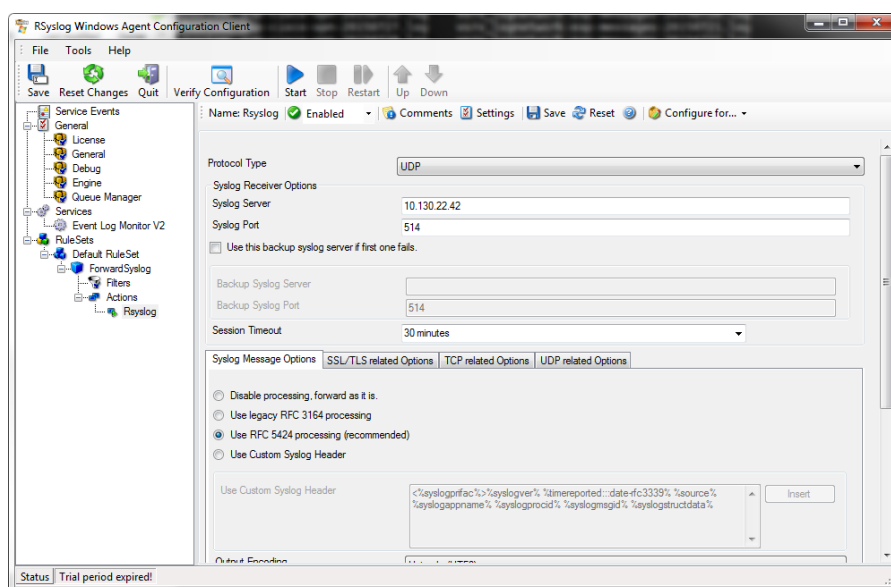 RSyslog Windows Agent Configuration Client
File Tools Help
Save Reset Changes Quit Verify Configuration Start Stop Restart Up Down
Service Events
General
License
General
Debug
Engine
Queue Manager
Services
Event Log Monitor V2
RuleSets
Default RuleSet
ForwardSyslog
Filters
Actions
Rsyslog
Name: Rsyslog Enabled Comments Settings Save Reset Configure for...
Protocol Type UDP
Syslog Receiver Options
Syslog Server 10.130.22.42
Syslog Port 514
Use this backup syslog server if first one fails.
Backup Syslog Server
Backup Syslog Port 514
Session Timeout 30 minutes
Syslog Message Options SSL/TLS related Options TCP related Options UDP related Options
Disable processing, forward as it is.
Use legacy RFC 3164 processing
Use RFC 5424 processing (recommended)
Use Custom Syslog Header
Use Custom Syslog Header <%syslogprifac%>%syslogver% %timereported:::date-rfc3339% %source% Insert
%syslogappname% %syslogprocid% %syslogmsgid% %syslogstructdata%
Output Encoding
Status Trial period expired!